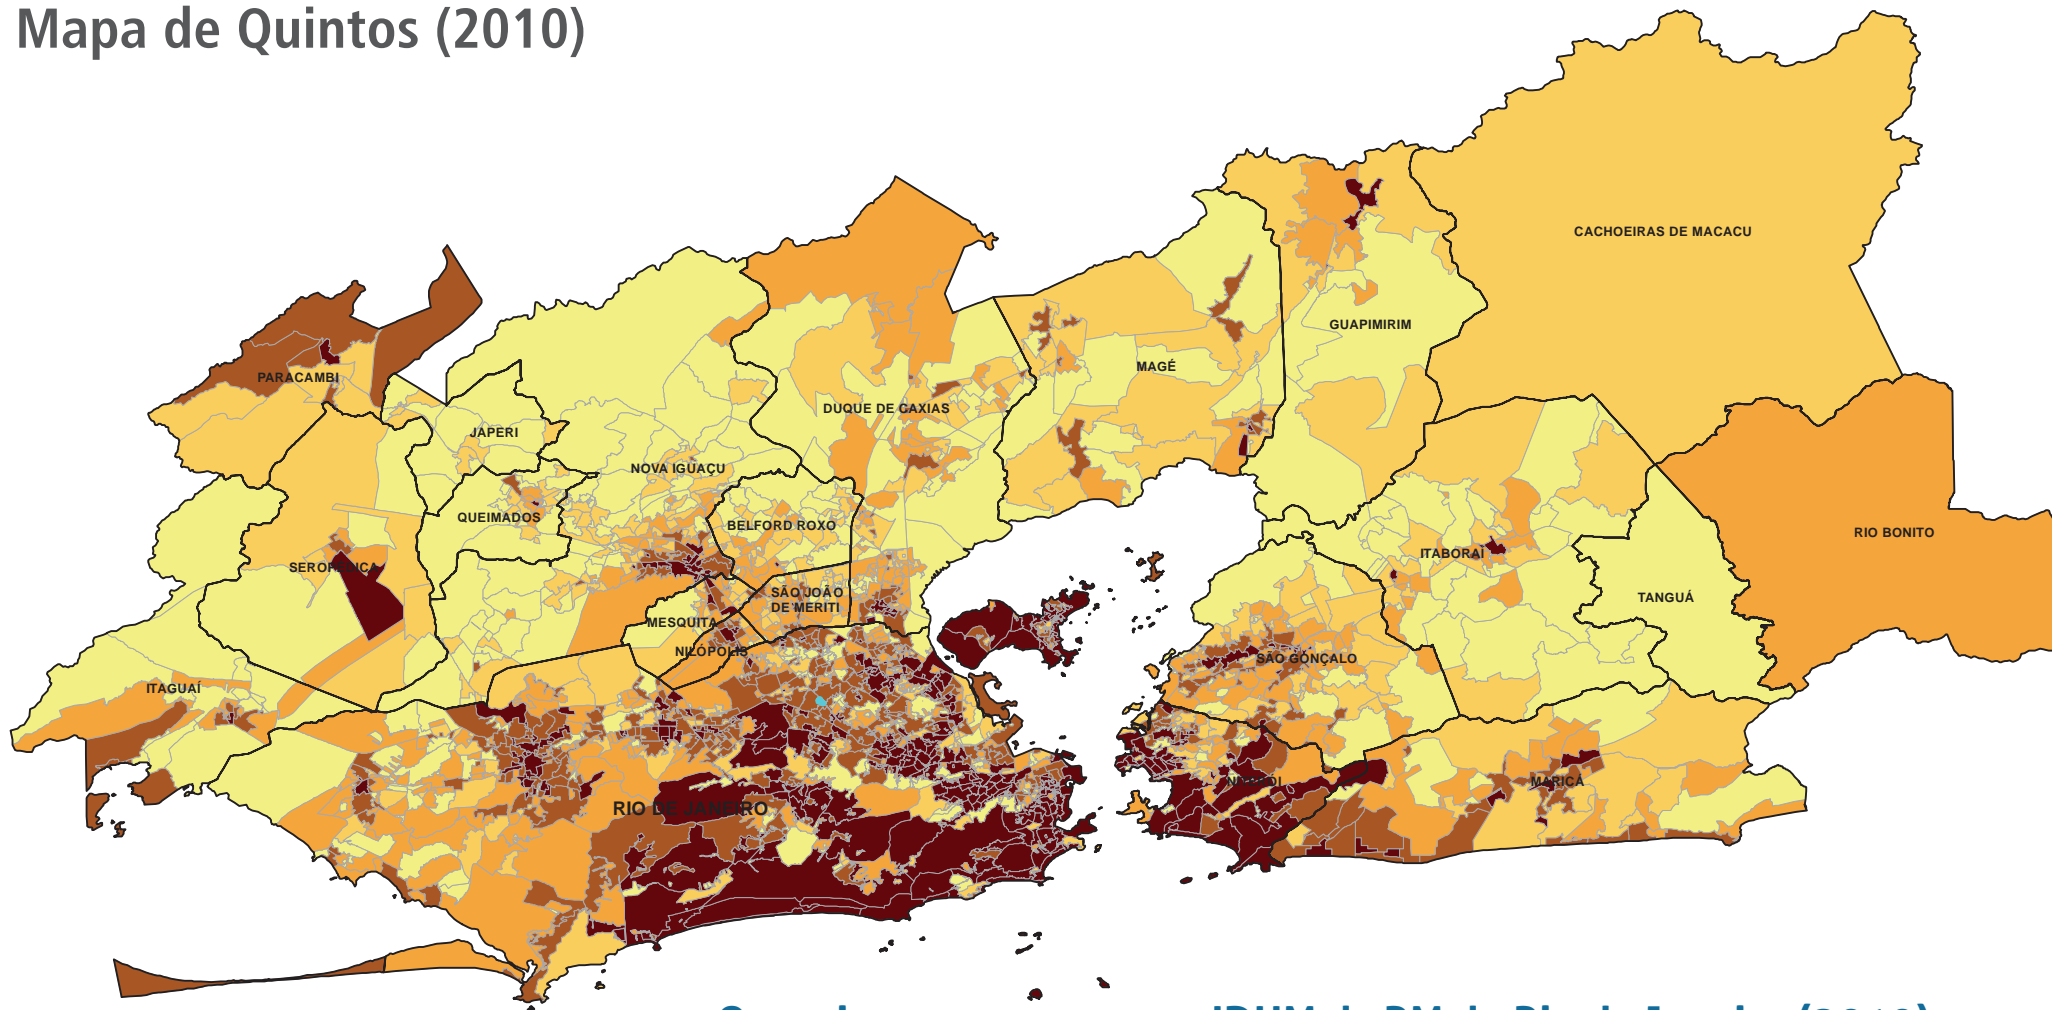 Mapa de Quintos (2010)
CACHOEIRAS DE MACACU
GUAPIMIRIM
MAGÉ
PARACAMBI
DUQUE DE CAXIAS
JAPERI
NOVA IGUAÇU
QUEIMADOS
BELFORD ROXO
RIO BONITO
ITABORAÍ
SEROPÉDICA
SÃO JOÃO
DE MERITI
TANGUÁ
MESQUITA
NILÓPOLIS
SÃO GONÇALO
ITAGUAÍ
NITERÓI
MARICÁ
RIO DE JANEIRO